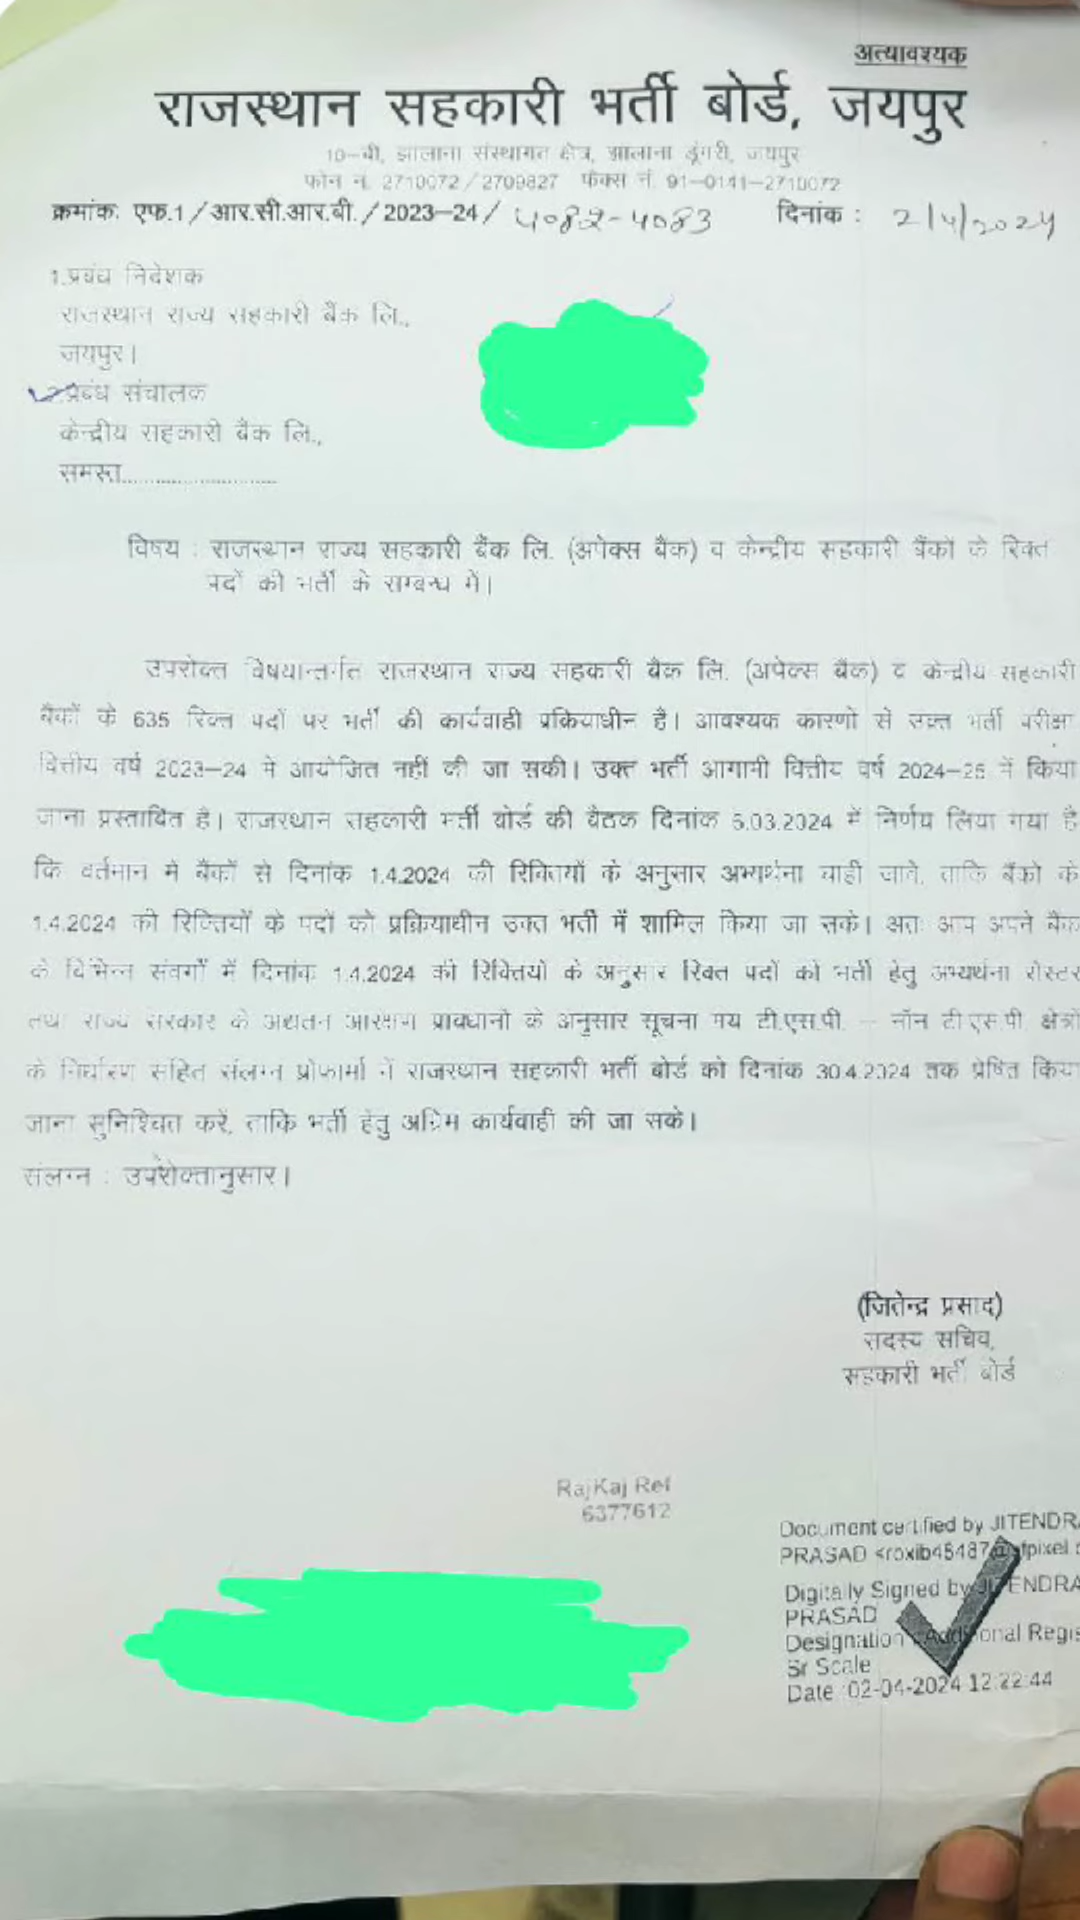 अत्यावश्यक
राजस्थान सहकारी भर्ती बोर्ड, जयपुर
10–बी, झालाना संस्थागत क्षेत्र, झालाना डूंगरी, जयपुर
फोन न. 2710072/2709827 फैक्स नं. 91–0141–2710072
क्रमांक: एफ.1/आर.सी.आर.बी./2023–24/ 4082-4083 दिनांक : 2/4/2024
1.प्रबंध निदेशक
राजस्थान राज्य सहकारी बैंक लि.,
जयपुर।
2.प्रबंध संचालक
केन्द्रीय सहकारी बैंक लि.,
समस्त...........................
विषय : राजस्थान राज्य सहकारी बैंक लि. (अपेक्स बैंक) व केन्द्रीय सहकारी बैंकों के रिक्त
पदों की भर्ती के सम्बन्ध में।
उपरोक्त विषयान्तर्गत राजस्थान राज्य सहकारी बैंक लि. (अपेक्स बैंक) व केन्द्रीय सहकारी
बैंकों के 635 रिक्त पदों पर भर्ती की कार्यवाही प्रक्रियाधीन है। आवश्यक कारणों से उक्त भर्ती परीक्षा
वित्तीय वर्ष 2023–24 में आयोजित नहीं की जा सकी। उक्त भर्ती आगामी वित्तीय वर्ष 2024–25 में किया
जाना प्रस्तावित है। राजस्थान सहकारी भर्ती बोर्ड की बैठक दिनांक 5.03.2024 में निर्णय लिया गया है
कि वर्तमान में बैंकों से दिनांक 1.4.2024 की रिक्तियों के अनुसार अभ्यर्थना चाही जावे, ताकि बैंको के
1.4.2024 की रिक्तियों के पदों को प्रक्रियाधीन उक्त भर्ती में शामिल किया जा सके। अतः आप अपने बैंक
के विभिन्न संवर्गों में दिनांक 1.4.2024 की रिक्तियों के अनुसार रिक्त पदों की भर्ती हेतु अभ्यर्थना रोस्टर
तथा राज्य सरकार के अद्यतन आरक्षण प्रावधानों के अनुसार सूचना मय टी.एस.पी. – नॉन टी.एस.पी क्षेत्रों
के निर्धारण सहित संलग्न प्रोफार्मा में राजस्थान सहकारी भर्ती बोर्ड को दिनांक 30.4.2024 तक प्रेषित किया
जाना सुनिश्चित करें, ताकि भर्ती हेतु अग्रिम कार्यवाही की जा सके।
संलग्न : उपरोक्तानुसार।
(जितेन्द्र प्रसाद)
सदस्य सचिव,
सहकारी भर्ती बोर्ड
RajKaj Ref
6377612
Document certified by JITENDRA
PRASAD
Digitally Signed by JITENDRA
PRASAD
Designation : Additional Regis
Sr Scale
Date :02-04-2024 12:22:44